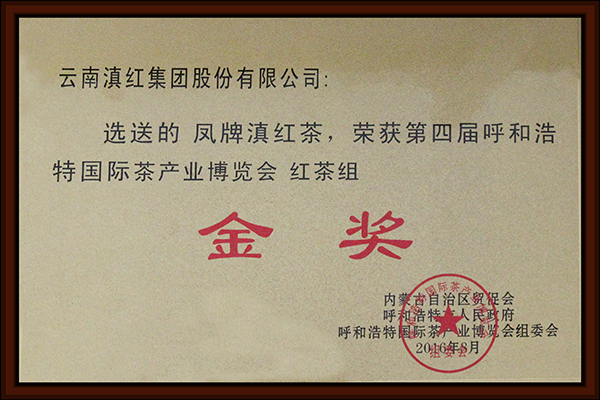 云南滇红集团股份有限公司:
选送的 凤牌滇红茶，荣获第四届呼和浩
特国际茶产业博览会 红茶组
金 奖
内蒙古自治区贸促会
呼和浩特市人民政府
呼和浩特国际茶产业博览会组委会
2016年8月
组委会